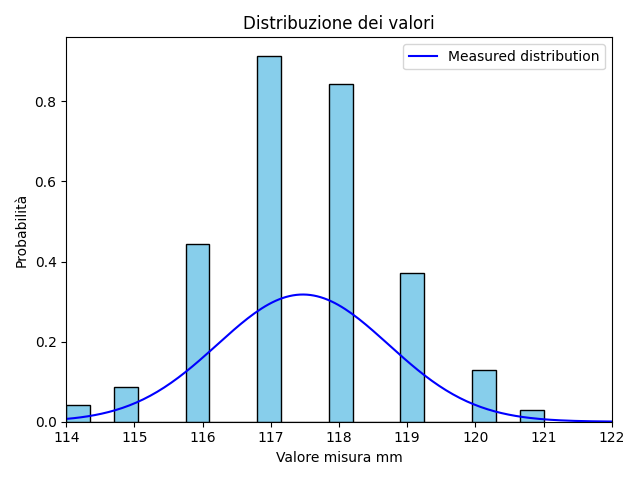 Distribuzione dei valori
Measured distribution
Probabilità
0.8
0.6
0.4
0.2
0.0
114 115 116 117 118 119 120 121 122
Valore misura mm